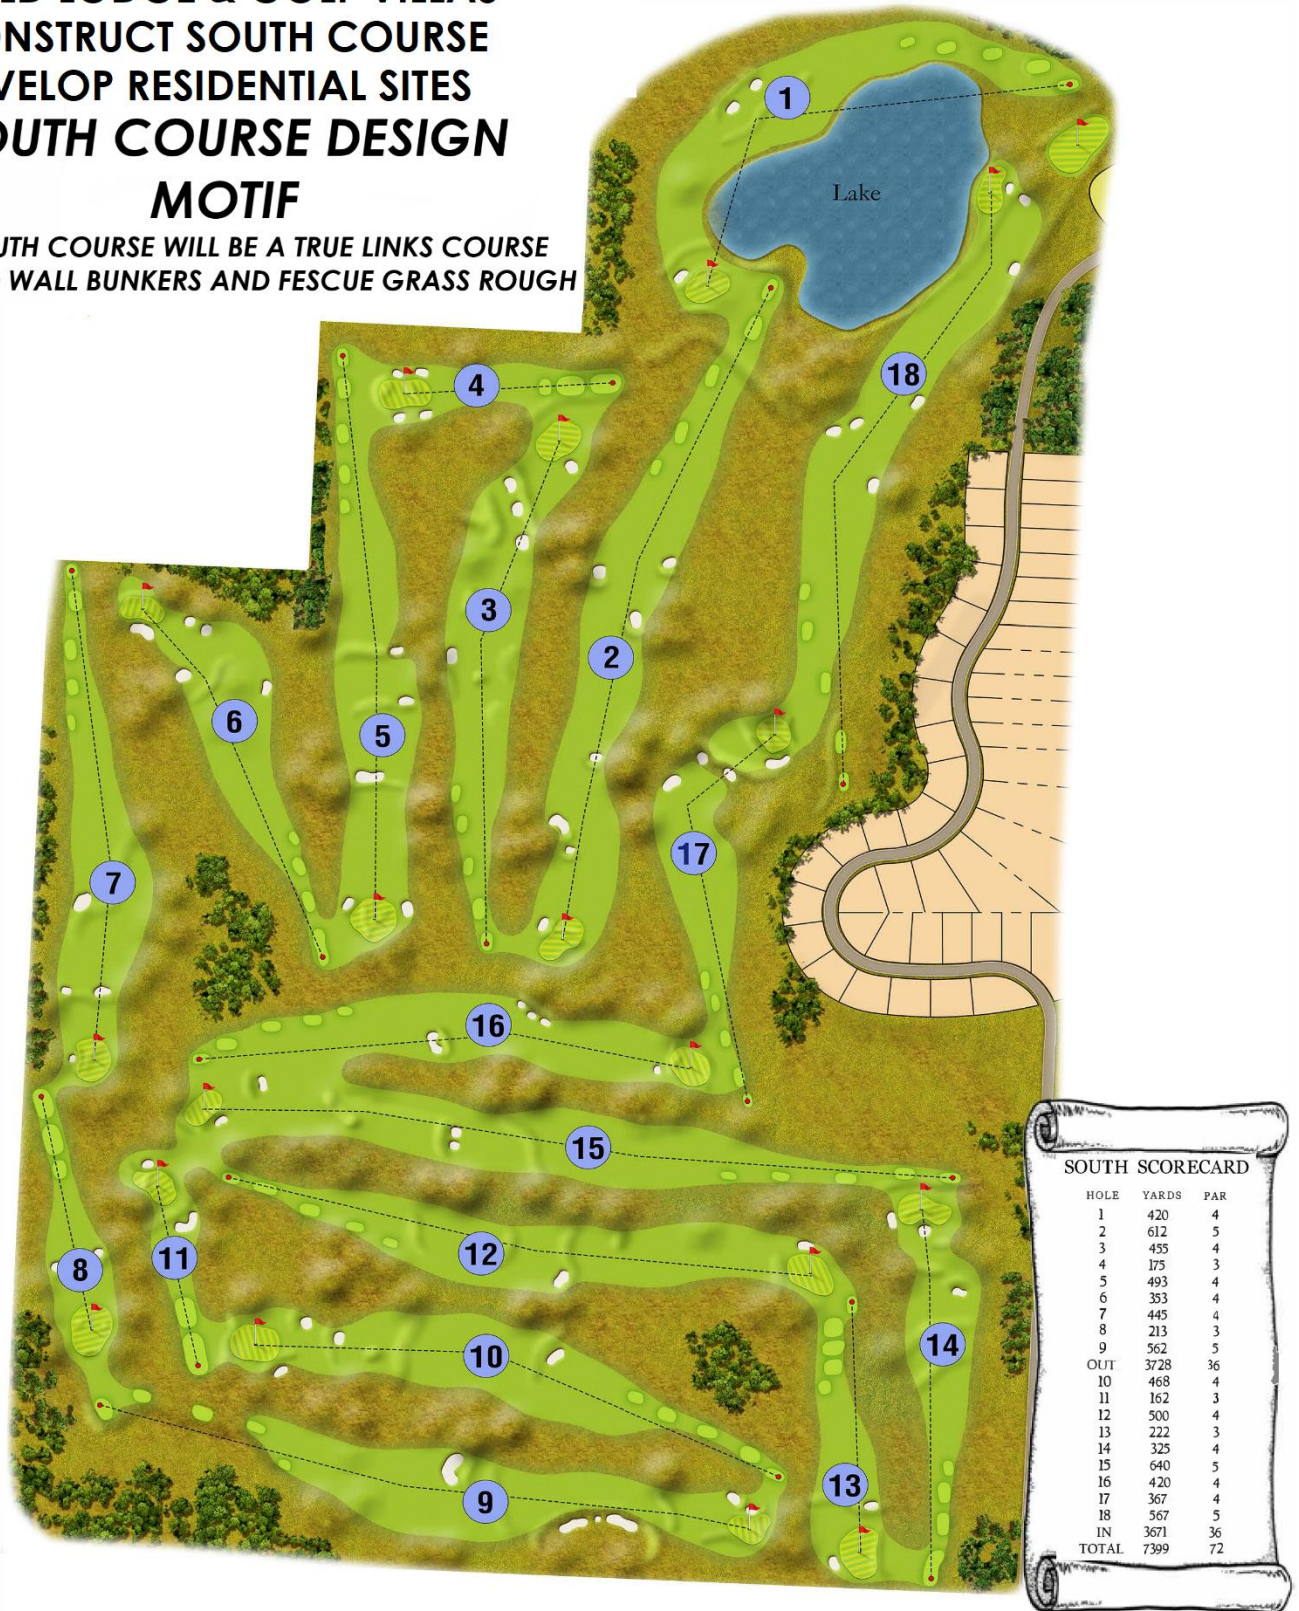 LODGE & GOLF VILLAS
ONSTRUCT SOUTH COURSE
VELOP RESIDENTIAL SITES
OUTH COURSE DESIGN
MOTIF
UTH COURSE WILL BE A TRUE LINKS COURSE
WALL BUNKERS AND FESCUE GRASS ROUGH
1
Lake
18
4
3
2
6
5
17
7
16
15
12
8
11
14
10
13
9
SOUTH SCORECARD
HOLE YARDS PAR
1 420 4
2 612 5
3 455 4
4 175 3
5 493 4
6 353 4
7 445 4
8 213 3
9 562 5
OUT 3728 36
10 468 4
11 162 3
12 500 4
13 222 3
14 325 4
15 640 5
16 420 4
17 367 4
18 567 5
IN 3671 36
TOTAL 7399 72